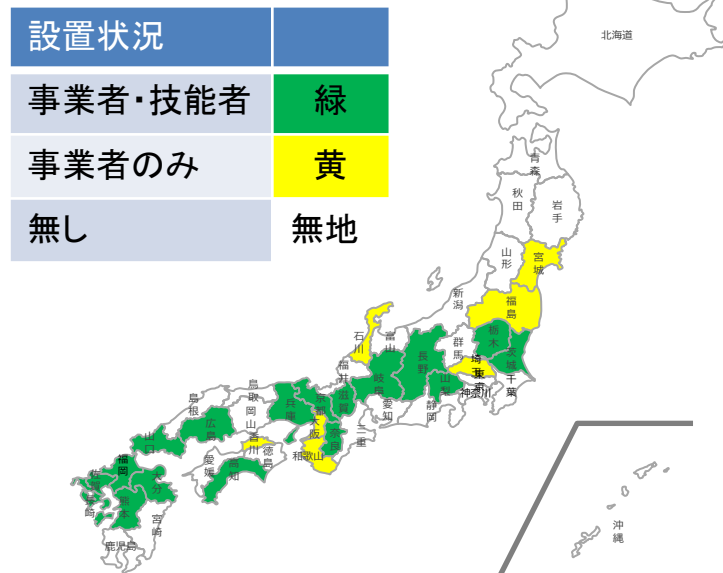 設置状況
事業者・技能者 緑
事業者のみ 黄
無し 無地
北海道
青森
秋田
岩手
山形
宮城
新潟
福島
石川
富山
群馬
栃木
茨城
埼玉
東京
千葉
神奈川
福井
岐阜
長野
山梨
静岡
愛知
滋賀
京都
兵庫
大阪
奈良
三重
和歌山
鳥取
島根
岡山
広島
山口
香川
徳島
愛媛
高知
福岡
佐賀
長崎
大分
熊本
宮崎
鹿児島
沖縄